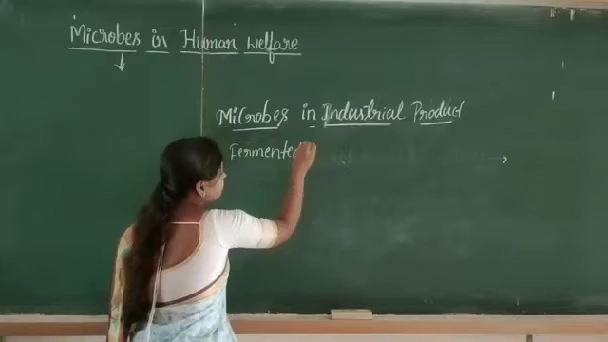 Microbes in Human welfare
Microbes in Industrial Product
Fermented